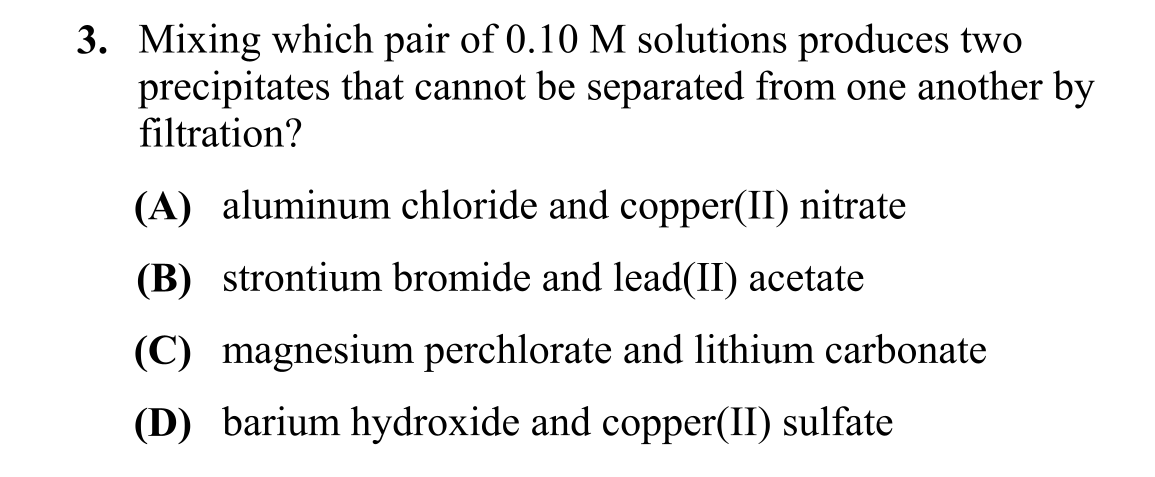 3. Mixing which pair of 0.10 M solutions produces two
precipitates that cannot be separated from one another by
filtration?
(A) aluminum chloride and copper(II) nitrate
(B) strontium bromide and lead(II) acetate
(C) magnesium perchlorate and lithium carbonate
(D) barium hydroxide and copper(II) sulfate